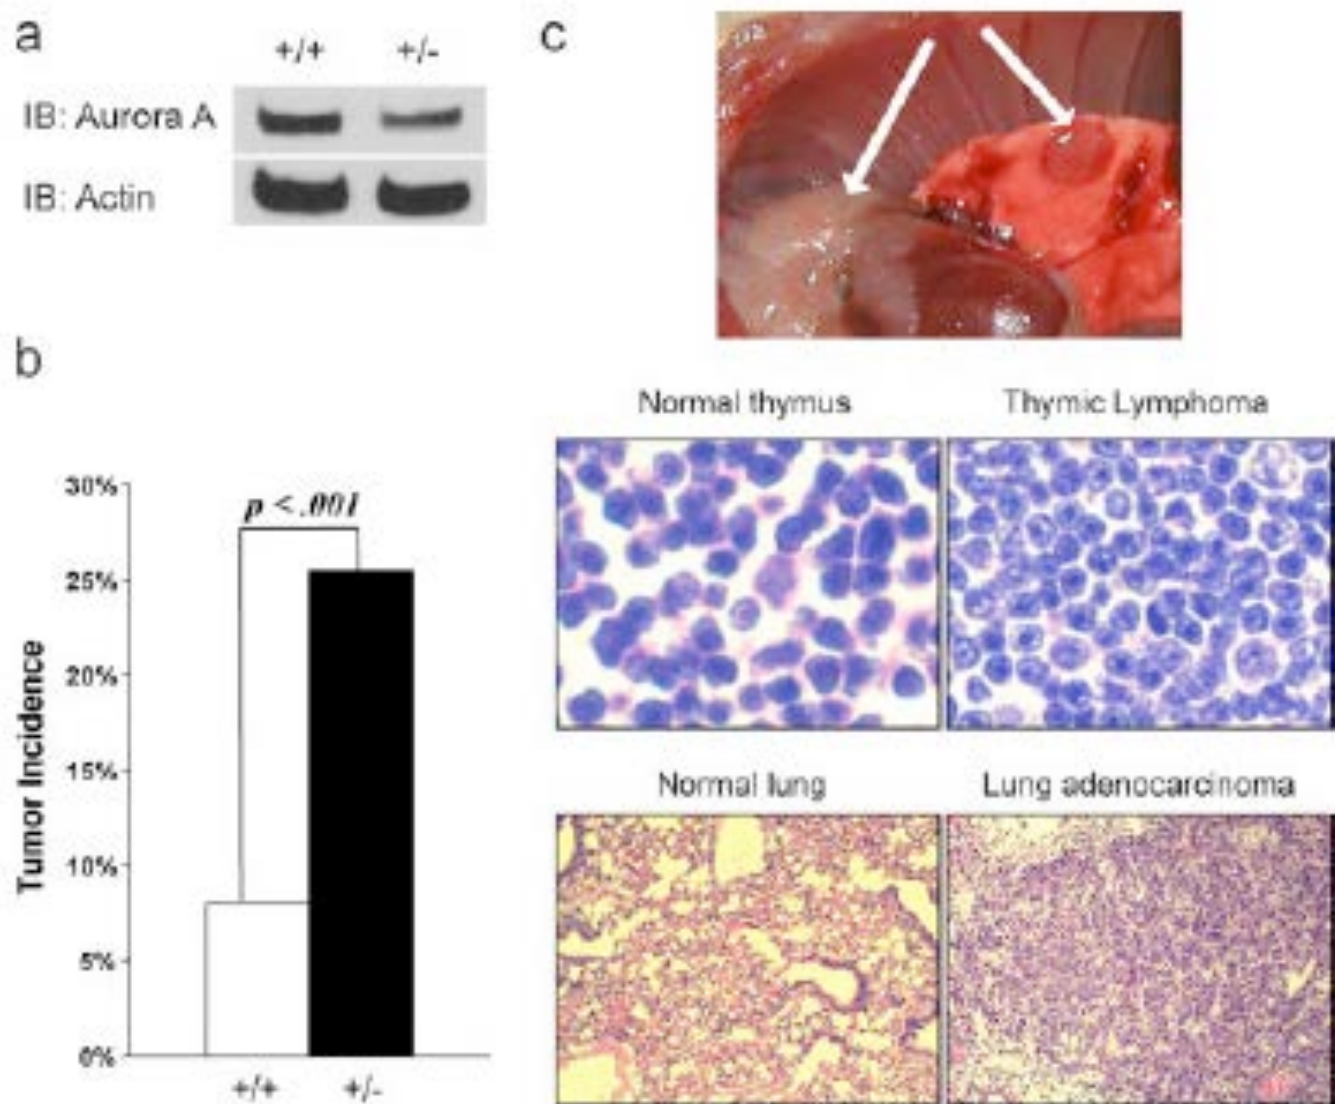 a
+/+ +/-
IB: Aurora A
IB: Actin
b
30%
25%
20%
15%
10%
5%
0%
Tumor Incidence
p < .001
+/+ +/-
c
Normal thymus
Thymic Lymphoma
Normal lung
Lung adenocarcinoma